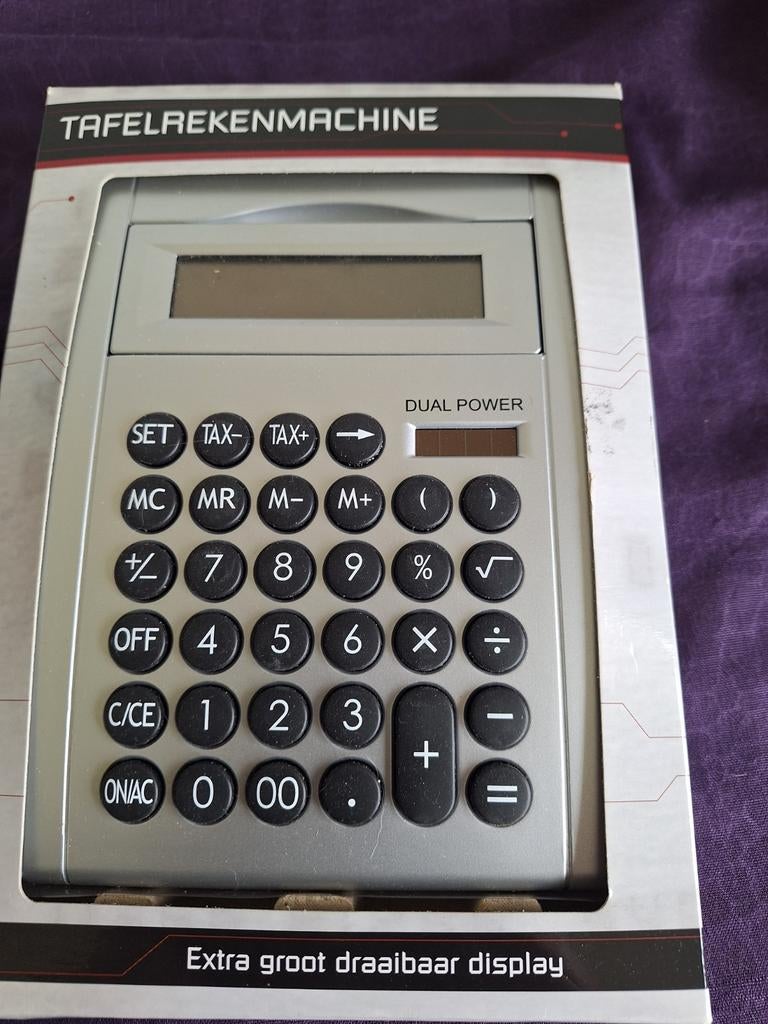 TAFELREKENMACHINE
DUAL POWER
SET TAX- TAX+ →
MC MR M- M+ ( )
+/- 7 8 9 % √
OFF 4 5 6 × ÷
C/CE 1 2 3 + -
ON/AC 0 00 . =
Extra groot draaibaar display